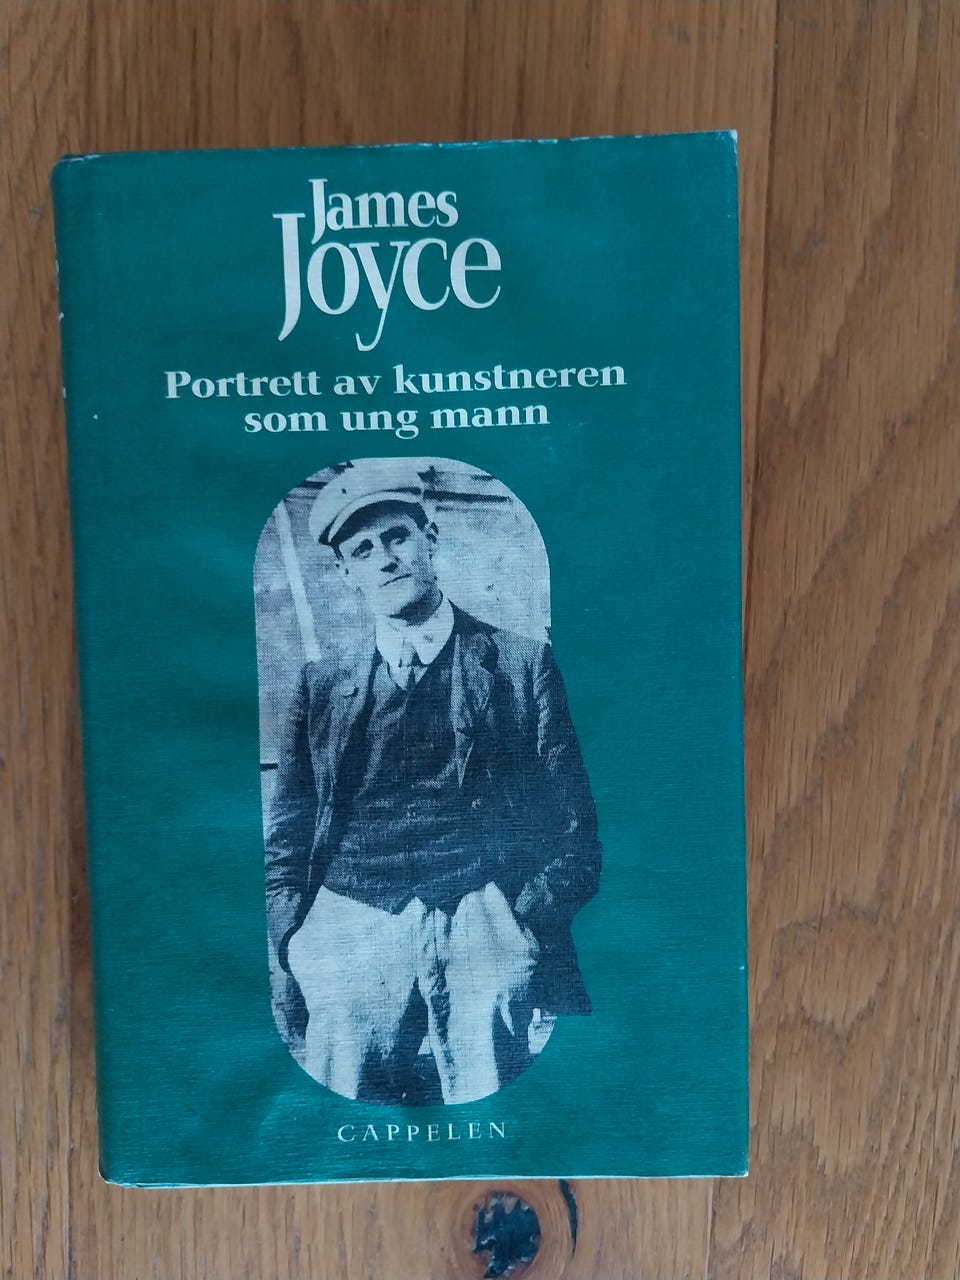 James
Joyce
Portrett av kunstneren
som ung mann
CAPPELEN